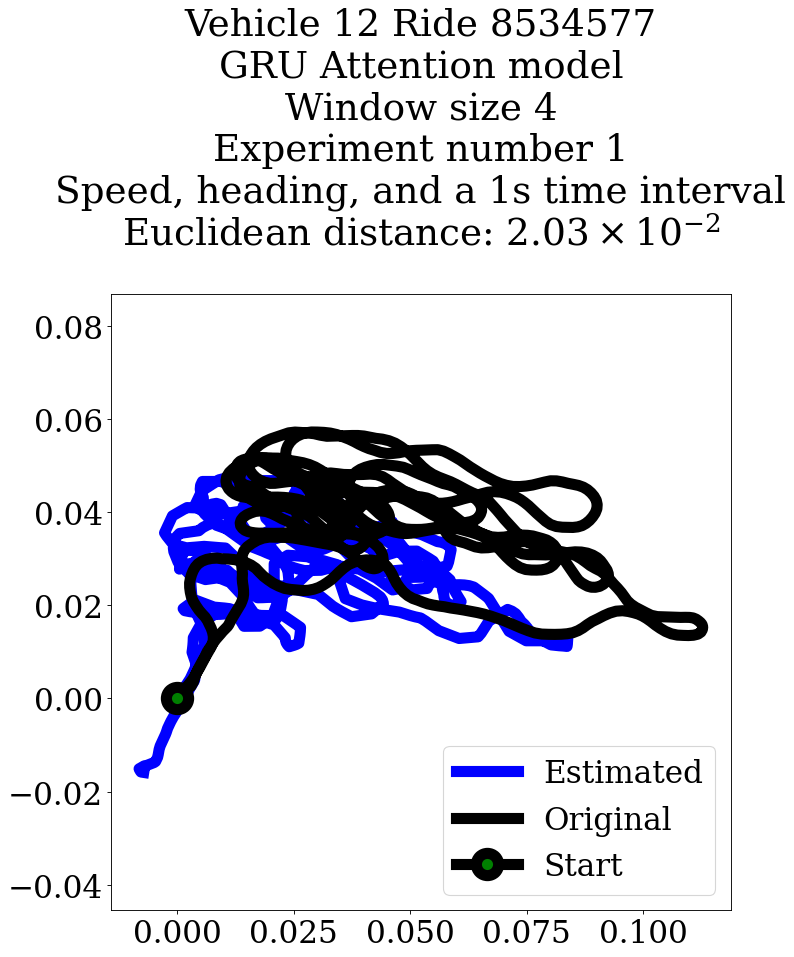 Vehicle 12 Ride 8534577
GRU Attention model
Window size 4
Experiment number 1
Speed, heading, and a 1s time interval
Euclidean distance: 2.03 × 10⁻²
0.08
0.06
0.04
0.02
0.00
−0.02
−0.04
Estimated
Original
Start
0.000 0.025 0.050 0.075 0.100